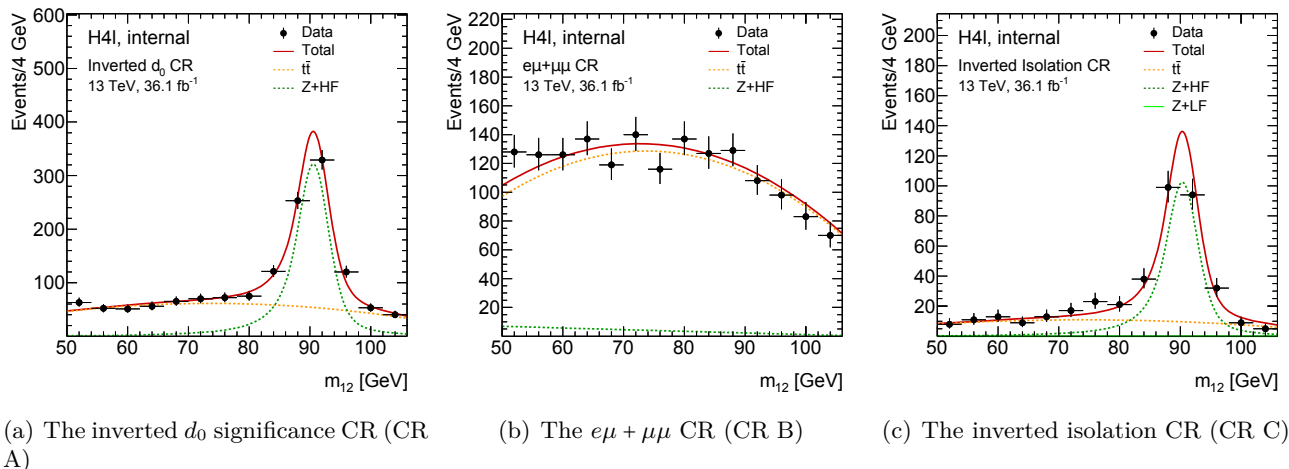 Events/4 GeV
600
500
400
300
200
100
H4l, internal
Inverted d₀ CR
13 TeV, 36.1 fb⁻¹
Data
Total
tt̄
Z+HF
50 60 70 80 90 100
m₁₂ [GeV]
(a) The inverted d₀ significance CR (CR
A)
Events/4 GeV
220
200
180
160
140
120
100
80
60
40
20
H4l, internal
eμ+μμ CR
13 TeV, 36.1 fb⁻¹
Data
Total
tt̄
Z+HF
50 60 70 80 90 100
m₁₂ [GeV]
(b) The eμ + μμ CR (CR B)
Events/4 GeV
200
180
160
140
120
100
80
60
40
20
H4l, internal
Inverted Isolation CR
13 TeV, 36.1 fb⁻¹
Data
Total
tt̄
Z+HF
Z+LF
50 60 70 80 90 100
m₁₂ [GeV]
(c) The inverted isolation CR (CR C)